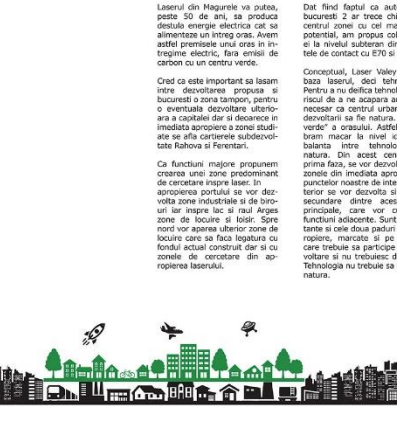 Laserul din Magurele va putea,
peste 50 de ani, sa produca
destula energie electrica cat sa
alimenteze un intreg oras. Avem
astfel premisele unui oras in in-
tregime electric, fara emisii de
carbon cu un centru verde.
Cred ca este important sa lasam
intre dezvoltarea propusa si
bucuresti o zona tampon, pentru
o eventuala dezvoltare ulterio-
ara a capitalei dar si deoarece in
imediata apropiere a zonei studi-
ate se afla cartierele subdezvol-
tate Rahova si Ferentari.
Ca functiuni majore propunem
crearea unei zone predominant
de cercetare inspre laser. In
apropierea portului se vor dez-
volta zone industriale si de biro-
uri iar inspre lac si raul Arges
zone de locuire si loisir. Spre
nord vor aparea ulterior zone de
locuire care sa faca legatura cu
fondui actual construit dar si cu
zonele de cercetare din ap-
ropierea laserului.
Dat fiind faptul ca
bucuresti 2 ar trece
centrul zonei cu cel
potential, am propus
ei la nivelul subteran
tele de contact cu E70 si
Conceptual, Laser Valey
baza laserul, deci
Pentru a nu deifica
riscul de a ne acapara
necesar ca centrul
dezvoltarii sa fie
verde" a orasului.
bram macar la nivel
balanta intre
natura. Din acest
prima faza, se vor
zonele din imediata
punctelor noastre de
terior se vor dezvolta si
secundare dintre
principale, care vor
functiuni adiacente. Sunt
tante si cele doua paduri
ropiere, marcate si pe
care trebuie sa participe
voltare si nu trebuiesc
Tehnologia nu trebuie sa
natura.